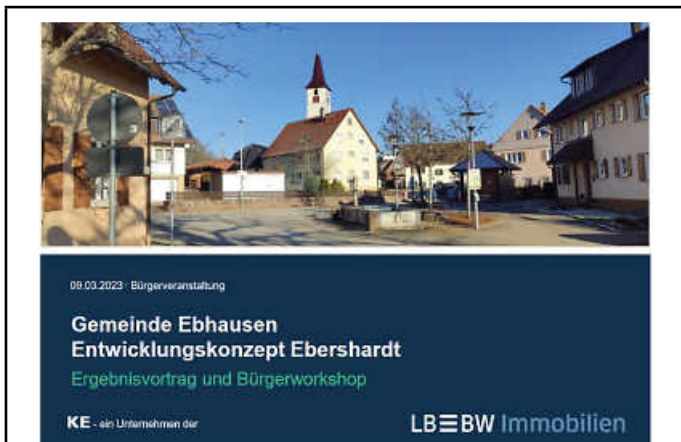 09.03.2023 · Bürgerveranstaltung
Gemeinde Ebhausen
Entwicklungskonzept Ebershardt
Ergebnisvortrag und Bürgerworkshop
KE - ein Unternehmen der
LB≡BW Immobilien